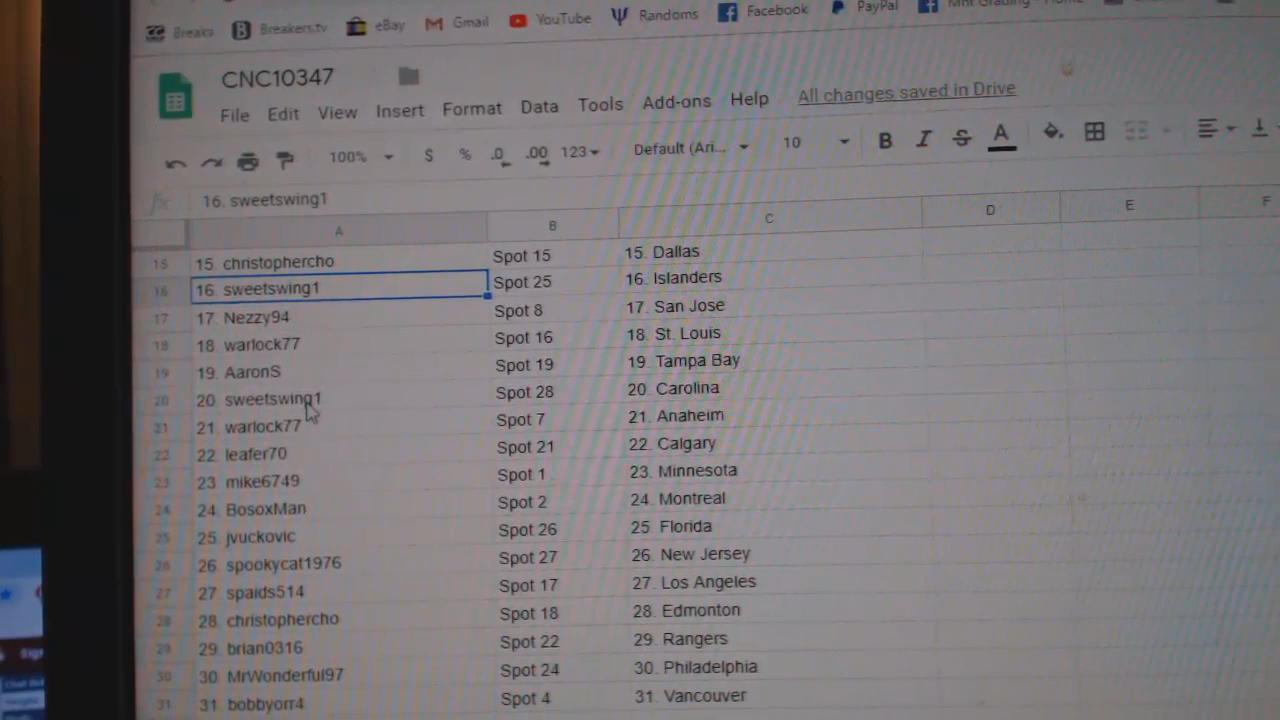 Breaks Breakers.tv eBay Gmail YouTube Randoms Facebook PayPal
CNC10347
File Edit View Insert Format Data Tools Add-ons Help All changes saved in Drive
100% $ % .0 .00 123 Default (Ari... 10 B I S A
fx 16. sweetswing1
A B C D E F
15 15. christophercho Spot 15 15. Dallas
16 16. sweetswing1 Spot 25 16. Islanders
17 17. Nezzy94 Spot 8 17. San Jose
18 18. warlock77 Spot 16 18. St. Louis
19 19. AaronS Spot 19 19. Tampa Bay
20 20. sweetswing1 Spot 28 20. Carolina
21 21. warlock77 Spot 7 21. Anaheim
22 22. leafer70 Spot 21 22. Calgary
23 23. mike6749 Spot 1 23. Minnesota
24 24. BosoxMan Spot 2 24. Montreal
25 25. jvuckovic Spot 26 25. Florida
26 26. spookycat1976 Spot 27 26. New Jersey
27 27. spaids514 Spot 17 27. Los Angeles
28 28. christophercho Spot 18 28. Edmonton
29 29. brian0316 Spot 22 29. Rangers
30 30. MrWonderful97 Spot 24 30. Philadelphia
31 31. bobbyorr4 Spot 4 31. Vancouver